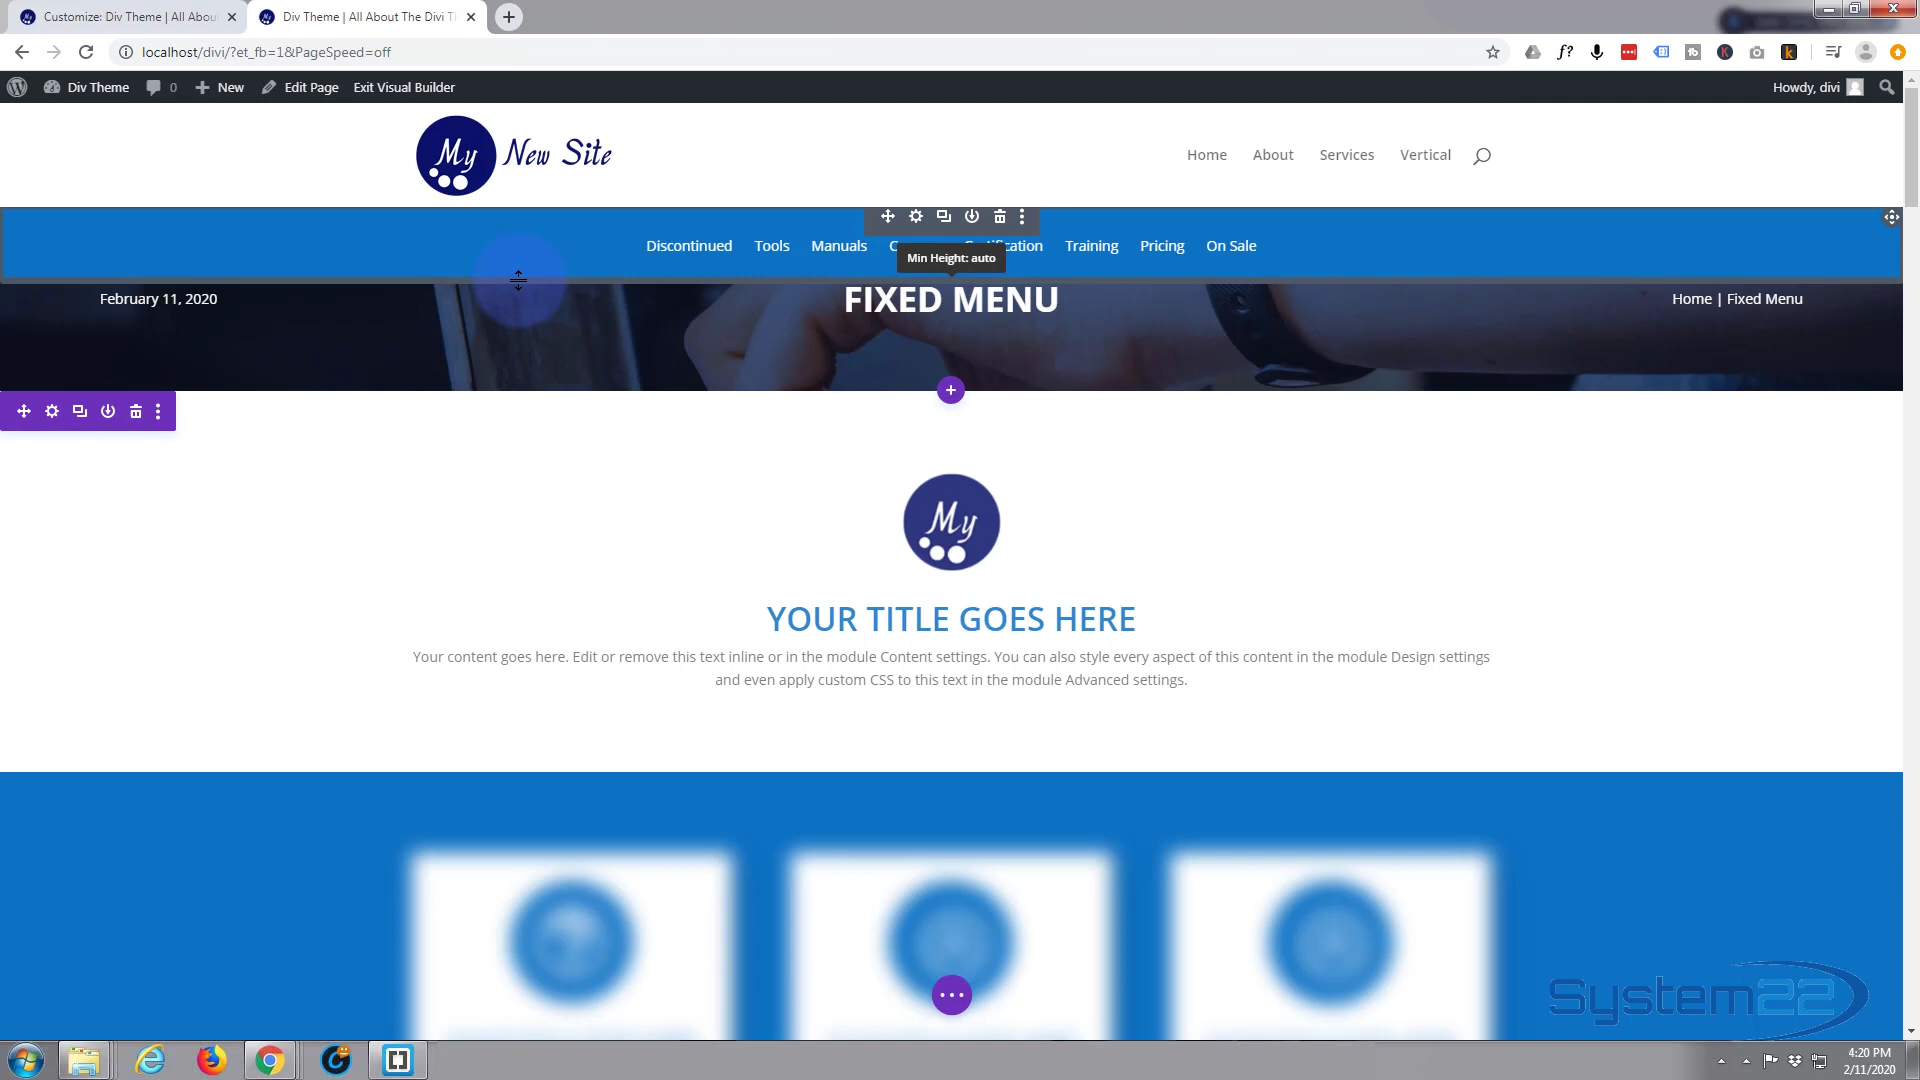 Customize: Div Theme | All Abou
Div Theme | All About The Divi Th
localhost/divi/?et_fb=1&PageSpeed=off
Div Theme 0 New Edit Page Exit Visual Builder
Howdy, divi
My New Site
Home About Services Vertical
Discontinued Tools Manuals Certification Training Pricing On Sale
Min Height: auto
February 11, 2020
FIXED MENU
Home | Fixed Menu
My
YOUR TITLE GOES HERE
Your content goes here. Edit or remove this text inline or in the module Content settings. You can also style every aspect of this content in the module Design settings
and even apply custom CSS to this text in the module Advanced settings.
System22
4:20 PM
2/11/2020